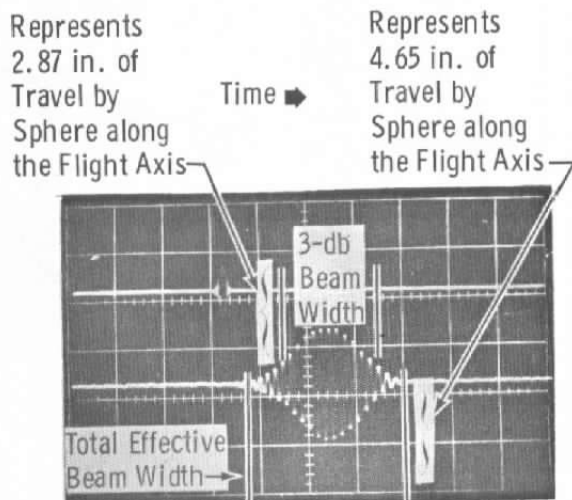 Represents
2.87 in. of
Travel by
Sphere along
the Flight Axis
Time
Represents
4.65 in. of
Travel by
Sphere along
the Flight Axis
3-db
Beam
Width
Total Effective
Beam Width